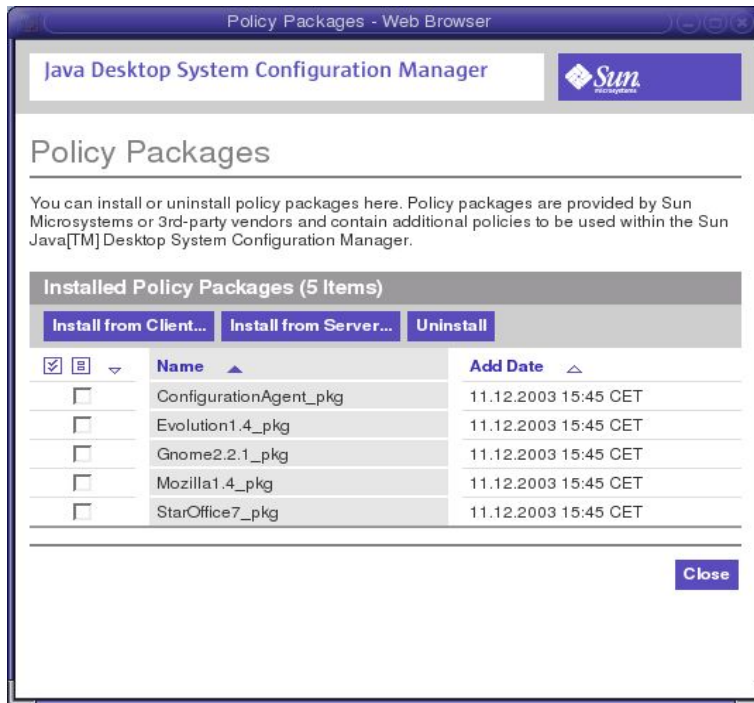 Policy Packages - Web Browser
Java Desktop System Configuration Manager
Sun
microsystems
Policy Packages
You can install or uninstall policy packages here. Policy packages are provided by Sun
Microsystems or 3rd-party vendors and contain additional policies to be used within the Sun
Java[TM] Desktop System Configuration Manager.
Installed Policy Packages (5 Items)
Install from Client... Install from Server... Uninstall
Name Add Date
ConfigurationAgent_pkg 11.12.2003 15:45 CET
Evolution1.4_pkg 11.12.2003 15:45 CET
Gnome2.2.1_pkg 11.12.2003 15:45 CET
Mozilla1.4_pkg 11.12.2003 15:45 CET
StarOffice7_pkg 11.12.2003 15:45 CET
Close